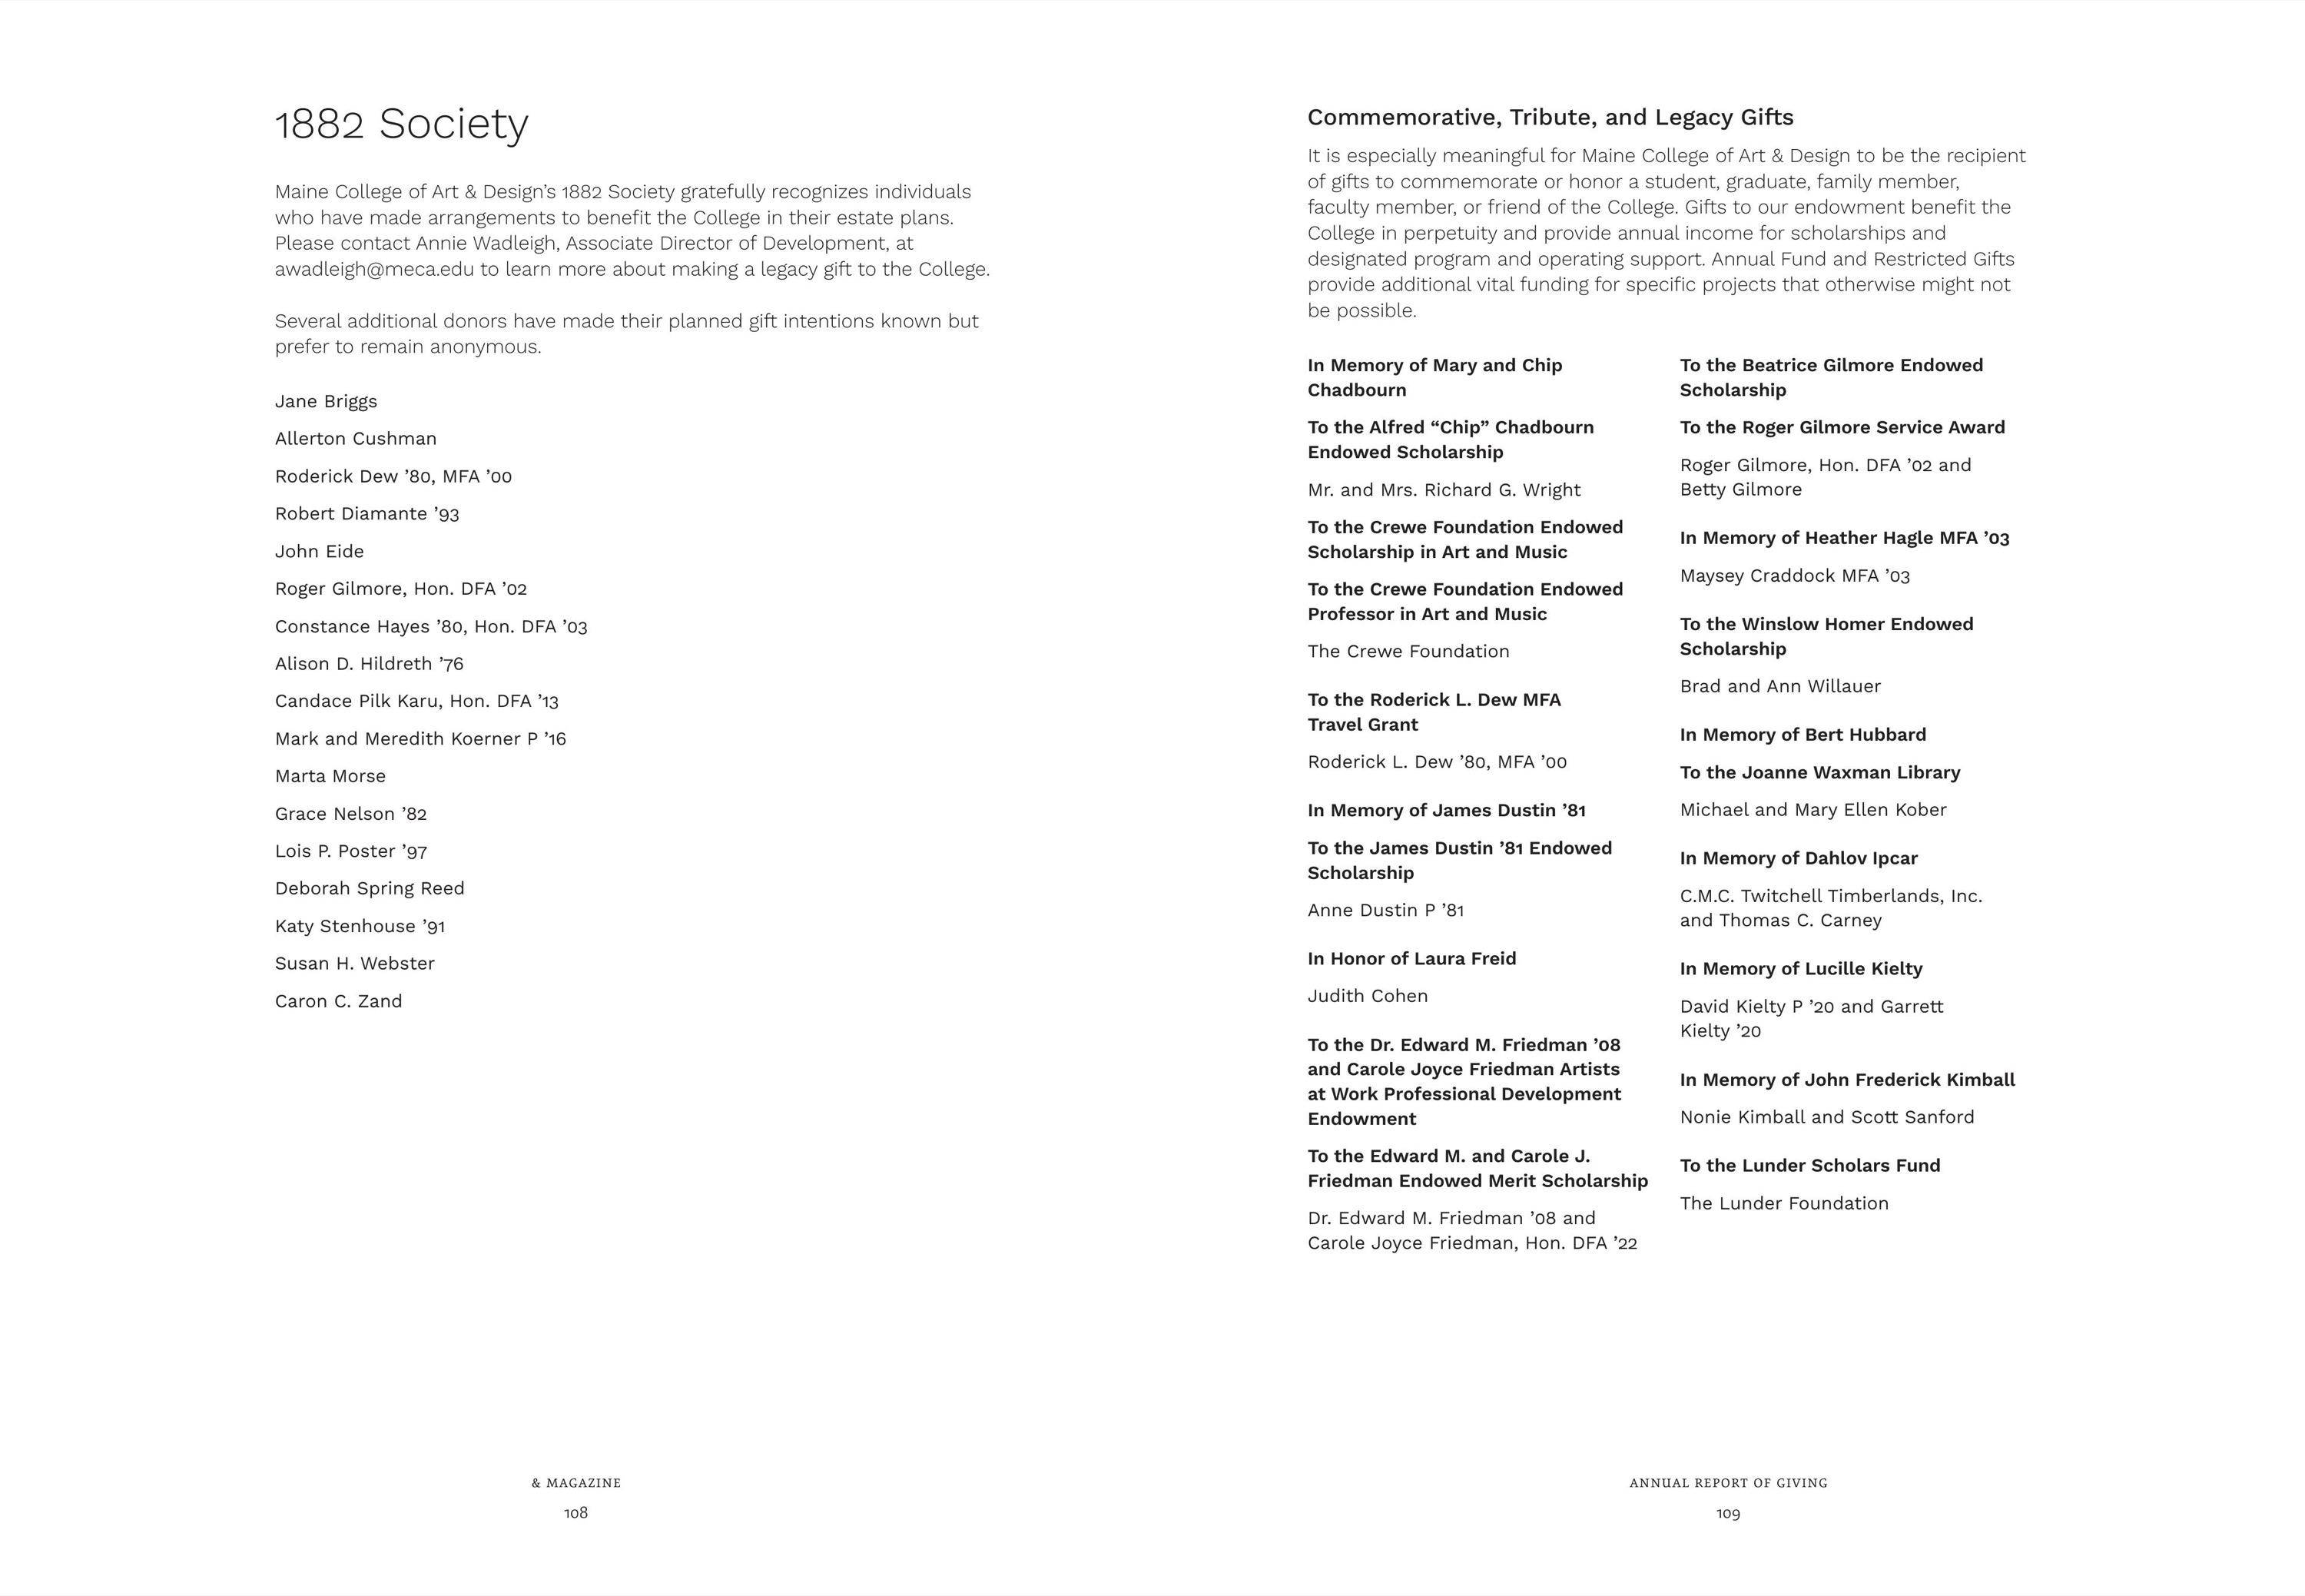 1882 Society
Maine College of Art & Design’s 1882 Society gratefully recognizes individuals
who have made arrangements to benefit the College in their estate plans.
Please contact Annie Wadleigh, Associate Director of Development, at
awadleigh@meca.edu to learn more about making a legacy gift to the College.
Several additional donors have made their planned gift intentions known but
prefer to remain anonymous.
Jane Briggs
Allerton Cushman
Roderick Dew ’80, MFA ’00
Robert Diamante ’93
John Eide
Roger Gilmore, Hon. DFA ’02
Constance Hayes ’80, Hon. DFA ’03
Alison D. Hildreth ’76
Candace Pilk Karu, Hon. DFA ’13
Mark and Meredith Koerner P ’16
Marta Morse
Grace Nelson ’82
Lois P. Poster ’97
Deborah Spring Reed
Katy Stenhouse ’91
Susan H. Webster
Caron C. Zand
& MAGAZINE
108
Commemorative, Tribute, and Legacy Gifts
It is especially meaningful for Maine College of Art & Design to be the recipient
of gifts to commemorate or honor a student, graduate, family member,
faculty member, or friend of the College. Gifts to our endowment benefit the
College in perpetuity and provide annual income for scholarships and
designated program and operating support. Annual Fund and Restricted Gifts
provide additional vital funding for specific projects that otherwise might not
be possible.
In Memory of Mary and Chip
Chadbourn
To the Alfred “Chip” Chadbourn
Endowed Scholarship
Mr. and Mrs. Richard G. Wright
To the Crewe Foundation Endowed
Scholarship in Art and Music
To the Crewe Foundation Endowed
Professor in Art and Music
The Crewe Foundation
To the Roderick L. Dew MFA
Travel Grant
Roderick L. Dew ’80, MFA ’00
In Memory of James Dustin ’81
To the James Dustin ’81 Endowed
Scholarship
Anne Dustin P ’81
In Honor of Laura Freid
Judith Cohen
To the Dr. Edward M. Friedman ’08
and Carole Joyce Friedman Artists
at Work Professional Development
Endowment
To the Edward M. and Carole J.
Friedman Endowed Merit Scholarship
Dr. Edward M. Friedman ’08 and
Carole Joyce Friedman, Hon. DFA ’22
To the Beatrice Gilmore Endowed
Scholarship
To the Roger Gilmore Service Award
Roger Gilmore, Hon. DFA ’02 and
Betty Gilmore
In Memory of Heather Hagle MFA ’03
Maysey Craddock MFA ’03
To the Winslow Homer Endowed
Scholarship
Brad and Ann Willauer
In Memory of Bert Hubbard
To the Joanne Waxman Library
Michael and Mary Ellen Kober
In Memory of Dahlov Ipcar
C.M.C. Twitchell Timberlands, Inc.
and Thomas C. Carney
In Memory of Lucille Kielty
David Kielty P ’20 and Garrett
Kielty ’20
In Memory of John Frederick Kimball
Nonie Kimball and Scott Sanford
To the Lunder Scholars Fund
The Lunder Foundation
ANNUAL REPORT OF GIVING
109